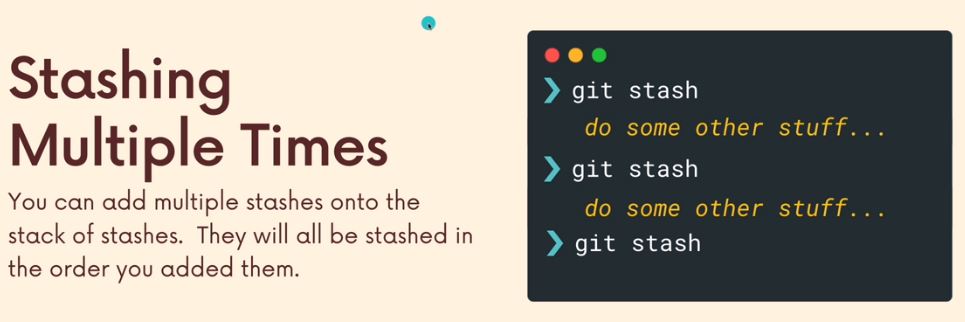 Stashing
Multiple Times
You can add multiple stashes onto the
stack of stashes. They will all be stashed in
the order you added them.
❯ git stash
do some other stuff...
❯ git stash
do some other stuff...
❯ git stash